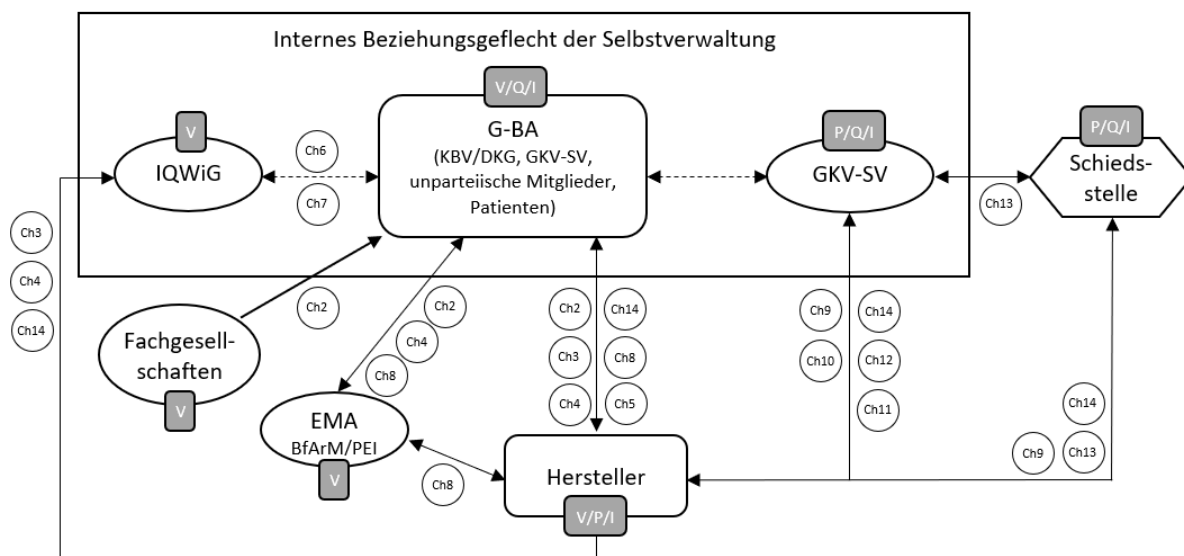 Internes Beziehungsgeflecht der Selbstverwaltung
V/Q/I
G-BA
(KBV/DKG, GKV-SV,
unparteiische Mitglieder,
Patienten)
V
IQWiG
Ch6
Ch7
P/Q/I
GKV-SV
P/Q/I
Schieds-
stelle
Ch13
Ch3
Ch4
Ch14
Ch2
Fachgesell-
schaften
V
Ch2
Ch4
Ch8
EMA
BfArM/PEI
V
Ch8
Ch2
Ch14
Ch3
Ch8
Ch4
Ch5
Hersteller
V/P/I
Ch9
Ch14
Ch10
Ch12
Ch11
Ch14
Ch9
Ch13